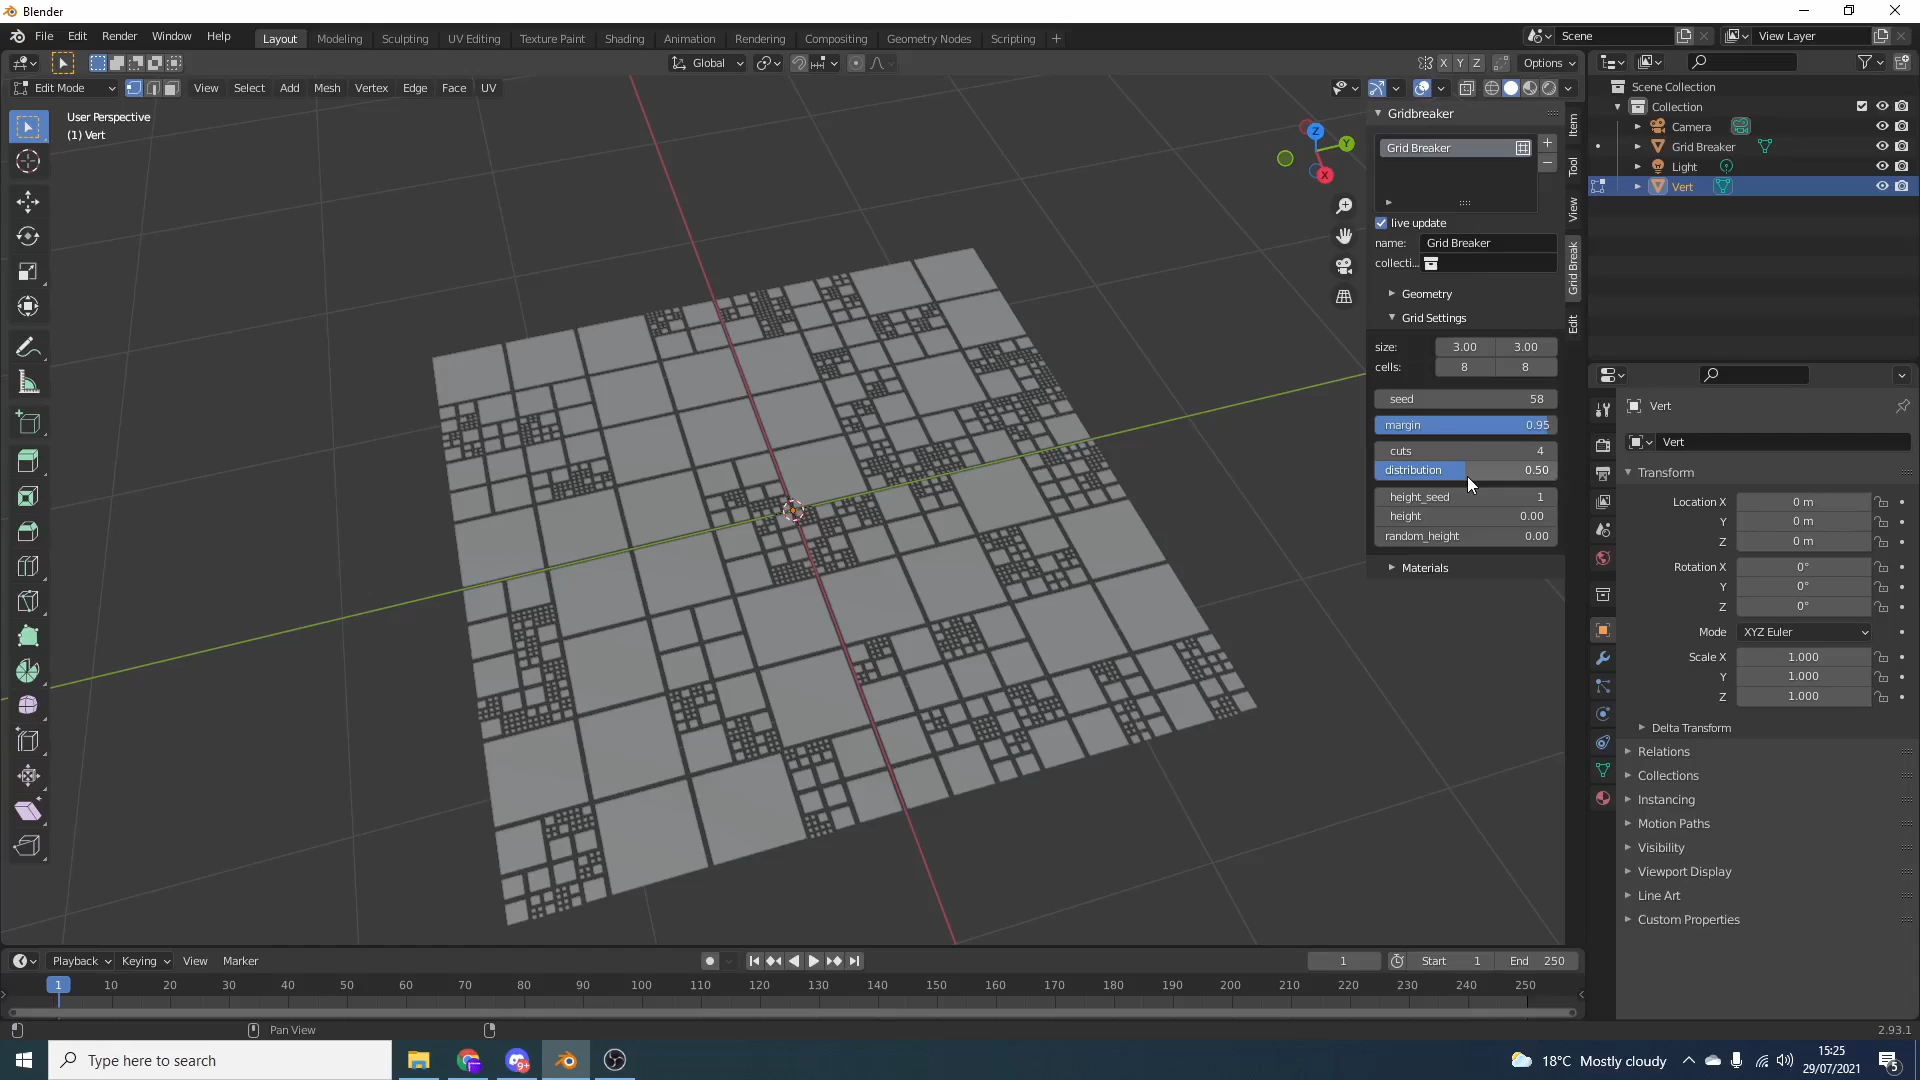 Blender
File Edit Render Window Help
Layout Modeling Sculpting UV Editing Texture Paint Shading Animation Rendering Compositing Geometry Nodes Scripting +
Scene
View Layer
Global
X Y Z
Options
Edit Mode
View Select Add Mesh Vertex Edge Face UV
User Perspective
(1) Vert
Z
Y
X
Gridbreaker
Grid Breaker
live update
name: Grid Breaker
collecti...
Geometry
Grid Settings
size: 3.00 3.00
cells: 8 8
seed 58
margin 0.95
cuts 4
distribution 0.50
height_seed 1
height 0.00
random_height 0.00
Materials
Item
Tool
View
Grid Break
Edit
Scene Collection
Collection
Camera
Grid Breaker
Light
Vert
Vert
Vert
Transform
Location X 0 m
Y 0 m
Z 0 m
Rotation X 0°
Y 0°
Z 0°
Mode XYZ Euler
Scale X 1.000
Y 1.000
Z 1.000
Delta Transform
Relations
Collections
Instancing
Motion Paths
Visibility
Viewport Display
Line Art
Custom Properties
Playback Keying View Marker
1
Start 1 End 250
1 10 20 30 40 50 60 70 80 90 100 110 120 130 140 150 160 170 180 190 200 210 220 230 240 250
Pan View
2.93.1
Type here to search
18°C Mostly cloudy
15:25
29/07/2021
5